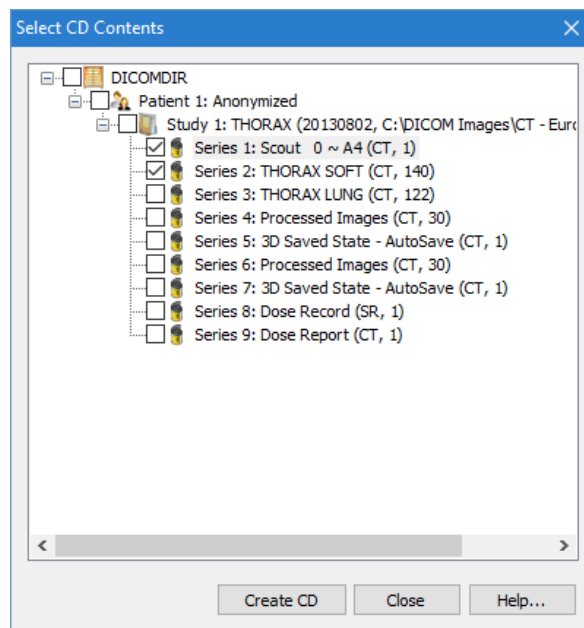 Select CD Contents
DICOMDIR
Patient 1: Anonymized
Study 1: THORAX (20130802, C:\DICOM Images\CT - Euro
Series 1: Scout   0 ~ A4 (CT, 1)
Series 2: THORAX SOFT (CT, 140)
Series 3: THORAX LUNG (CT, 122)
Series 4: Processed Images (CT, 30)
Series 5: 3D Saved State - AutoSave (CT, 1)
Series 6: Processed Images (CT, 30)
Series 7: 3D Saved State - AutoSave (CT, 1)
Series 8: Dose Record (SR, 1)
Series 9: Dose Report (CT, 1)
Create CD Close Help...